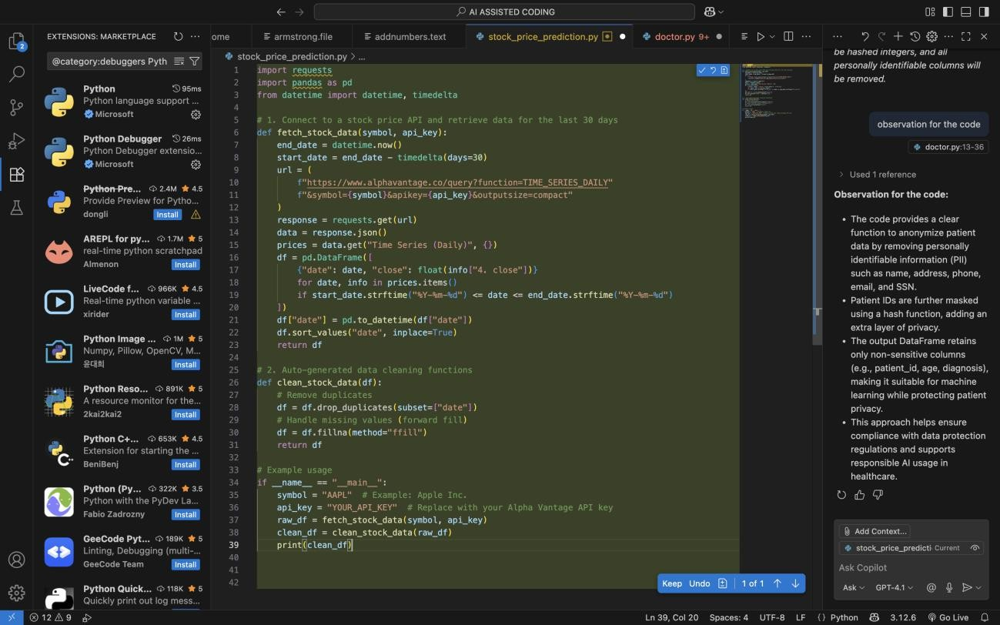 AI ASSISTED CODING
EXTENSIONS: MARKETPLACE
@category:debuggers Pyth
Python 95ms
Python language support ...
Microsoft
Python Debugger 26ms
Python Debugger extensio...
Microsoft
Python Pre... 2.4M 4.5
Provide Preview for Pytho...
dongli Install
AREPL for py... 1.7M 5
real-time python scratchpad
Almenon Install
LiveCode f... 966K 4.5
Real-time python variable ...
xirider Install
Python Image ... 1M 5
Numpy, Pillow, OpenCV, M...
윤대희 Install
Python Reso... 891K 5
A resource monitor for the...
2kai2kai2 Install
Python C+... 653K 4.5
Extension for starting the ...
BeniBenj Install
Python (Py... 322K 3.5
Python with the PyDev La...
Fabio Zadrozny Install
GeeCode Pyt... 189K 5
Linting, Debugging (multi-...
GeeCode Team Install
Python Quick... 118K 5
Quickly print out log mess...
2
ome armstrong.file addnumbers.text stock_price_prediction.py doctor.py 9+
stock_price_prediction.py > ...
1 import requests
2 import pandas as pd
3 from datetime import datetime, timedelta
4
5 # 1. Connect to a stock price API and retrieve data for the last 30 days
6 def fetch_stock_data(symbol, api_key):
7 end_date = datetime.now()
8 start_date = end_date - timedelta(days=30)
9 url = (
10 f"https://www.alphavantage.co/query?function=TIME_SERIES_DAILY"
11 f"&symbol={symbol}&apikey={api_key}&outputsize=compact"
12 )
13 response = requests.get(url)
14 data = response.json()
15 prices = data.get("Time Series (Daily)", {})
16 df = pd.DataFrame([
17 {"date": date, "close": float(info["4. close"])}
18 for date, info in prices.items()
19 if start_date.strftime("%Y-%m-%d") <= date <= end_date.strftime("%Y-%m-%d")
20 ])
21 df["date"] = pd.to_datetime(df["date"])
22 df.sort_values("date", inplace=True)
23 return df
24
25 # 2. Auto-generated data cleaning functions
26 def clean_stock_data(df):
27 # Remove duplicates
28 df = df.drop_duplicates(subset=["date"])
29 # Handle missing values (forward fill)
30 df = df.fillna(method="ffill")
31 return df
32
33 # Example usage
34 if __name__ == "__main__":
35 symbol = "AAPL" # Example: Apple Inc.
36 api_key = "YOUR_API_KEY" # Replace with your Alpha Vantage API key
37 raw_df = fetch_stock_data(symbol, api_key)
38 clean_df = clean_stock_data(raw_df)
39 print(clean_df)
40
41
42
Keep Undo 1 of 1
be hashed integers, and all
personally identifiable columns will
be removed.
observation for the code
doctor.py:13-36
Used 1 reference
Observation for the code:
• The code provides a clear
function to anonymize patient
data by removing personally
identifiable information (PII)
such as name, address, phone,
email, and SSN.
• Patient IDs are further masked
using a hash function, adding an
extra layer of privacy.
• The output DataFrame retains
only non-sensitive columns
(e.g., patient_id, age, diagnosis),
making it suitable for machine
learning while protecting patient
privacy.
• This approach helps ensure
compliance with data protection
regulations and supports
responsible AI usage in
healthcare.
Add Context...
stock_price_predicti Current
Ask Copilot
Ask GPT-4.1
12 9 Ln 39, Col 20 Spaces: 4 UTF-8 LF {} Python 3.12.6 Go Live